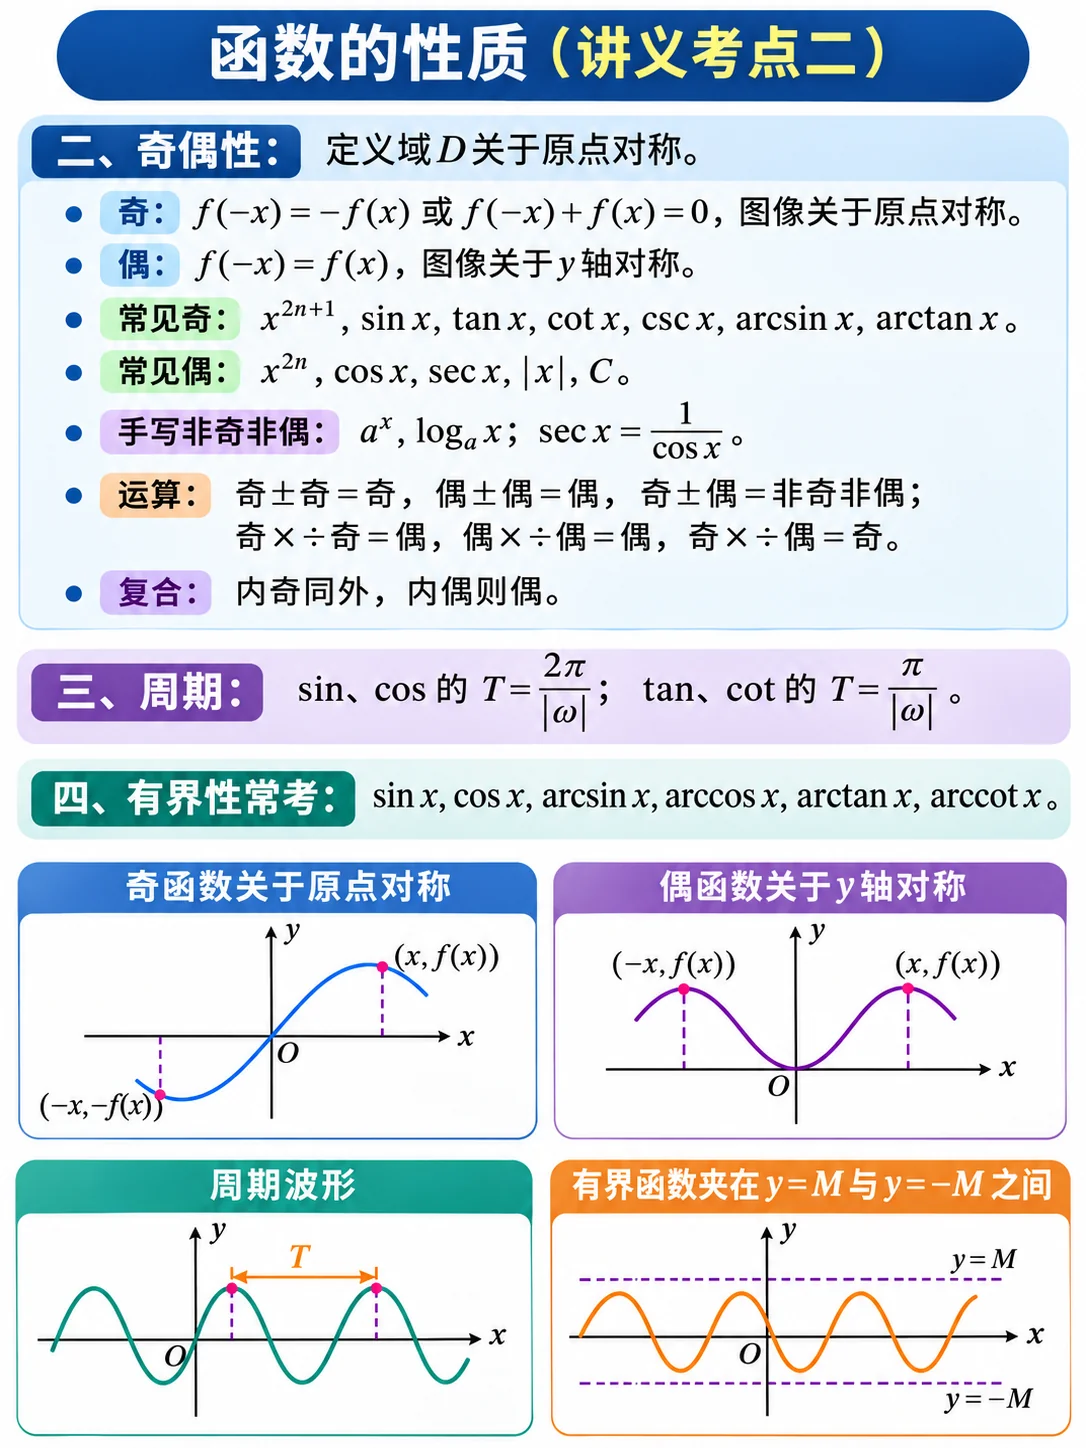 函数的性质（讲义考点二）
二、奇偶性： 定义域D关于原点对称。
奇： f(−x)=−f(x) 或 f(−x)+f(x)=0，图像关于原点对称。
偶： f(−x)=f(x)，图像关于y轴对称。
常见奇： x²ⁿ⁺¹, sin x, tan x, cot x, csc x, arcsin x, arctan x。
常见偶： x²ⁿ, cos x, sec x, |x|, C。
手写非奇非偶： aˣ, logₐ x； sec x = 1/cos x。
运算： 奇±奇=奇，偶±偶=偶，奇±偶=非奇非偶；
奇×÷奇=偶，偶×÷偶=偶，奇×÷偶=奇。
复合： 内奇同外，内偶则偶。
三、周期： sin、cos 的 T=2π/|ω|； tan、cot 的 T=π/|ω|。
四、有界性常考： sin x, cos x, arcsin x, arccos x, arctan x, arccot x。
奇函数关于原点对称
y
(x, f(x))
x
O
(−x,−f(x))
偶函数关于y轴对称
y
(−x, f(x))
(x, f(x))
x
O
周期波形
y
T
x
O
有界函数夹在y=M与y=−M之间
y
y=M
x
O
y=−M